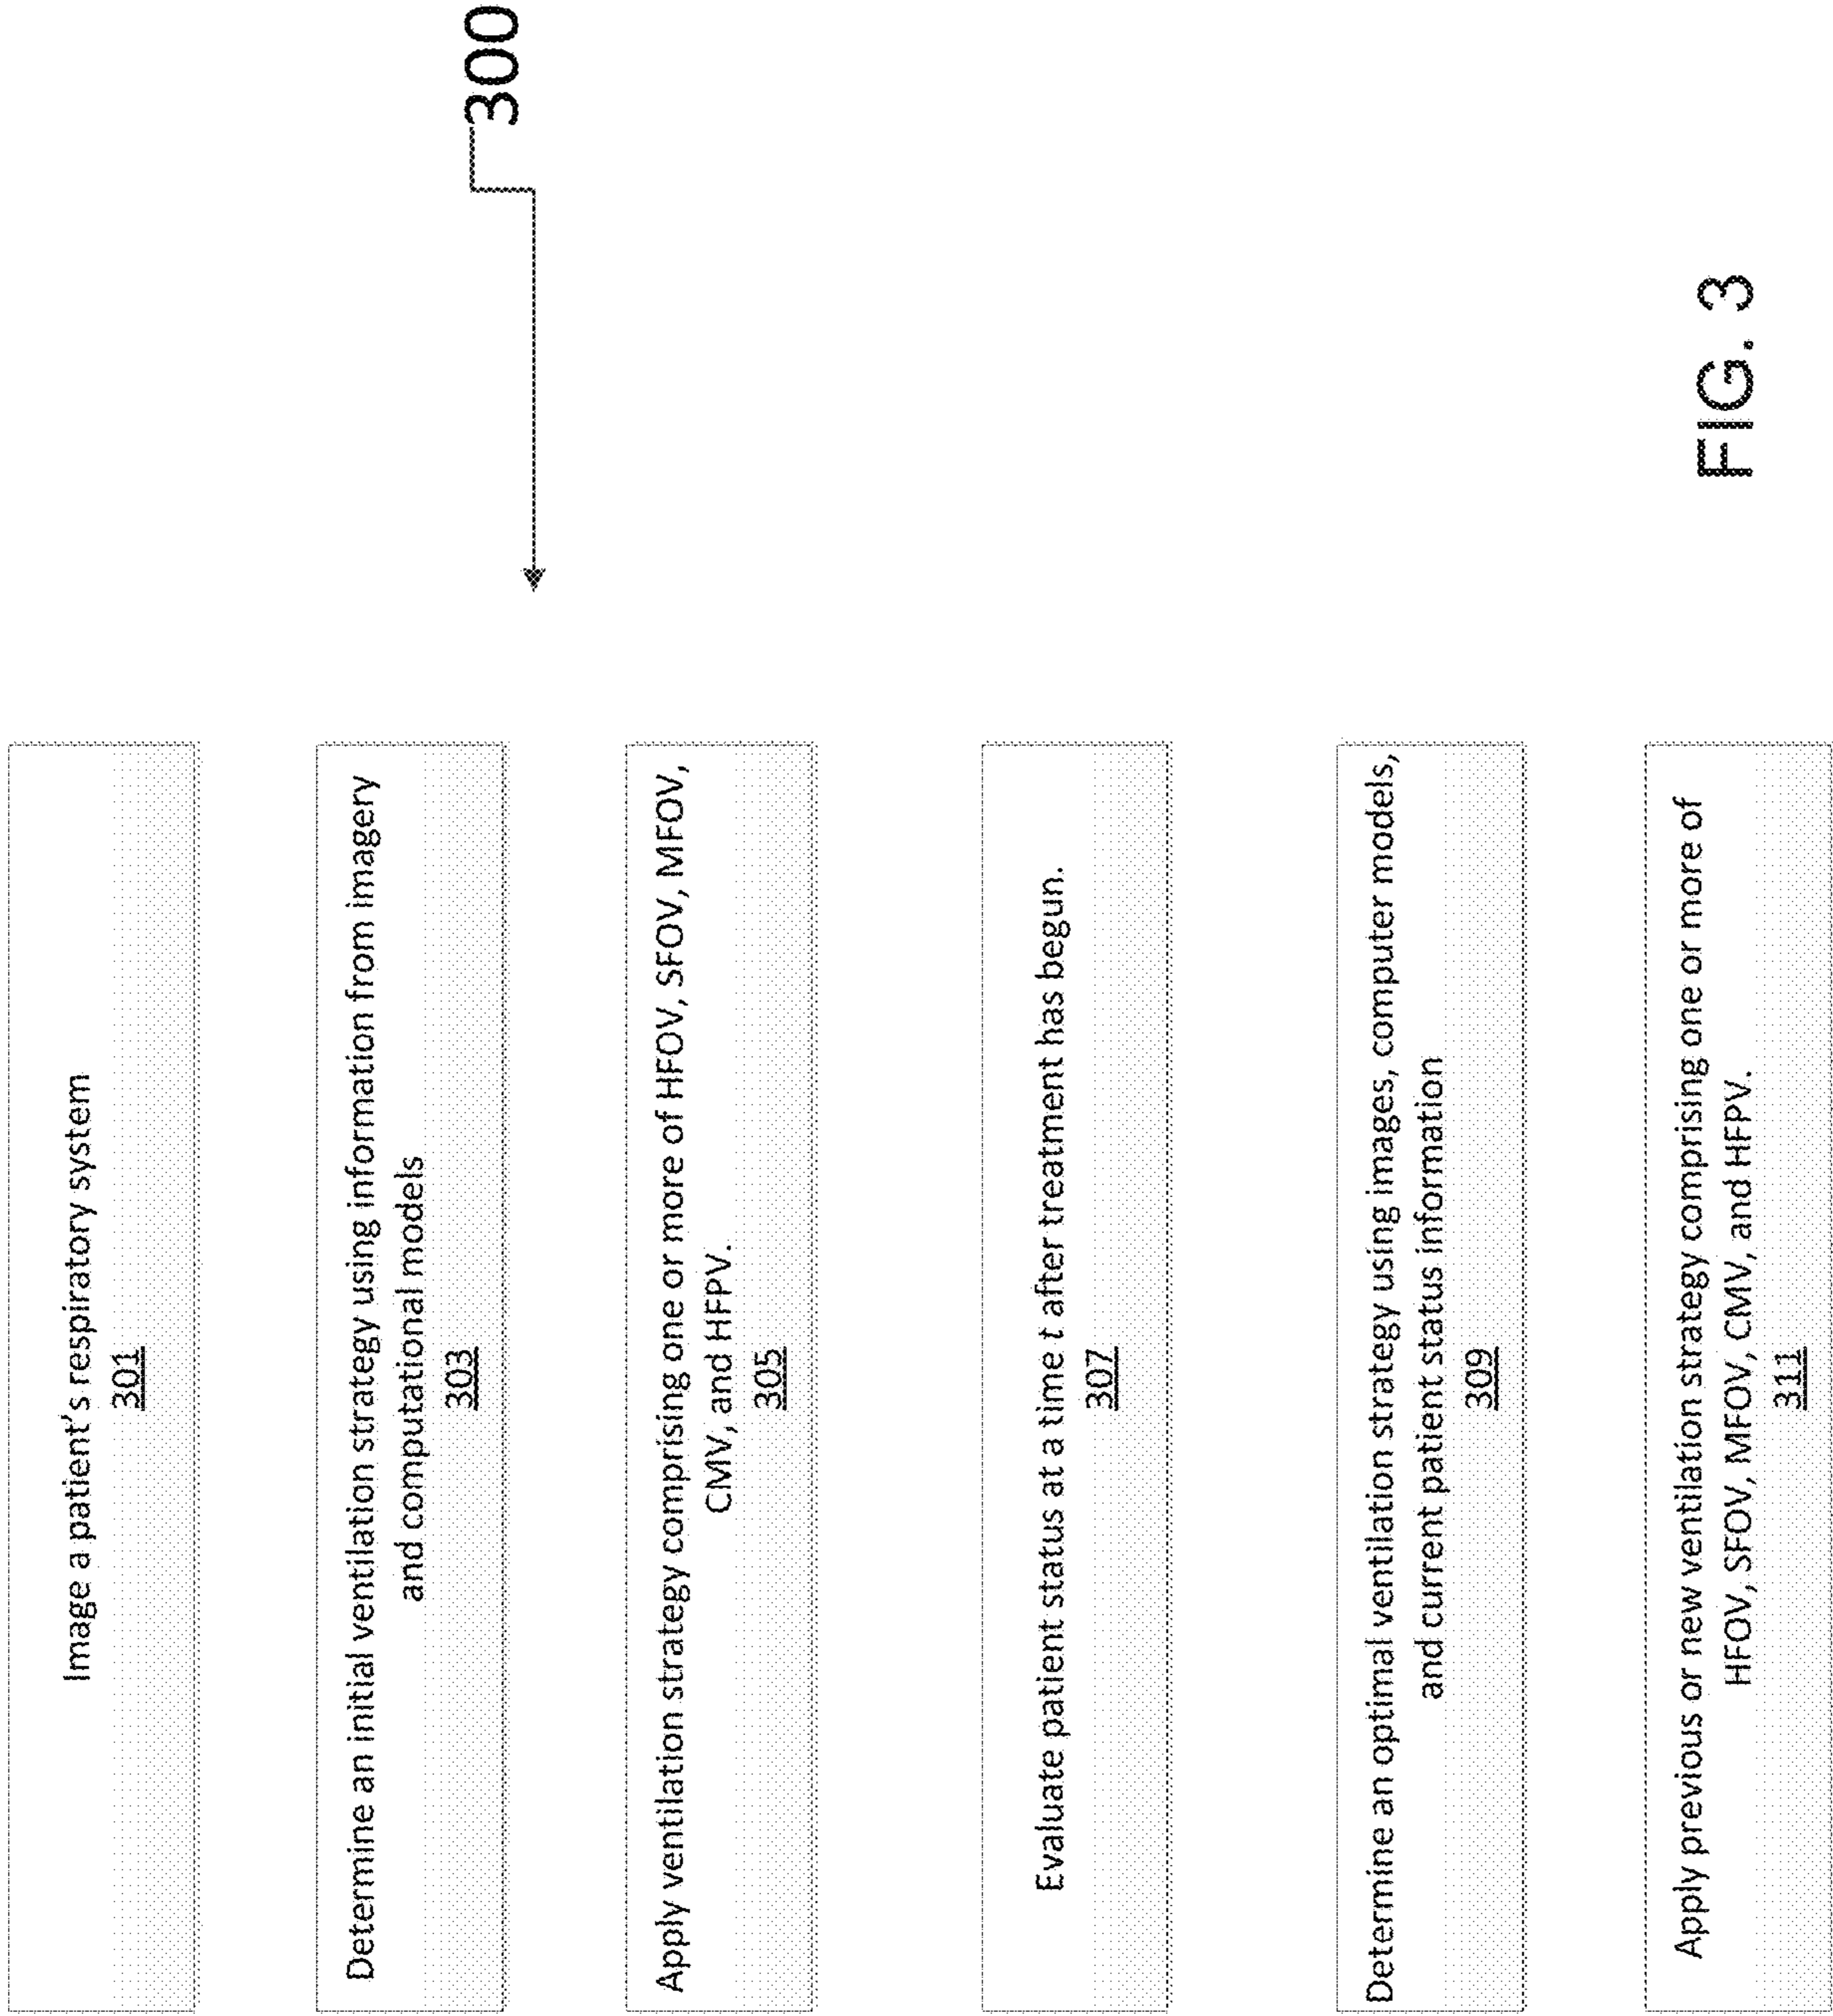 Image a patient's respiratory system
301
Determine an initial ventilation strategy using information from imagery
and computational models
303
Apply ventilation strategy comprising one or more of HFOV, SFOV, MFOV,
CMV, and HFPV.
305
Evaluate patient status at a time t after treatment has begun.
307
Determine an optimal ventilation strategy using images, computer models,
and current patient status information
309
Apply previous or new ventilation strategy comprising one or more of
HFOV, SFOV, MFOV, CMV, and HFPV.
311
300
FIG. 3